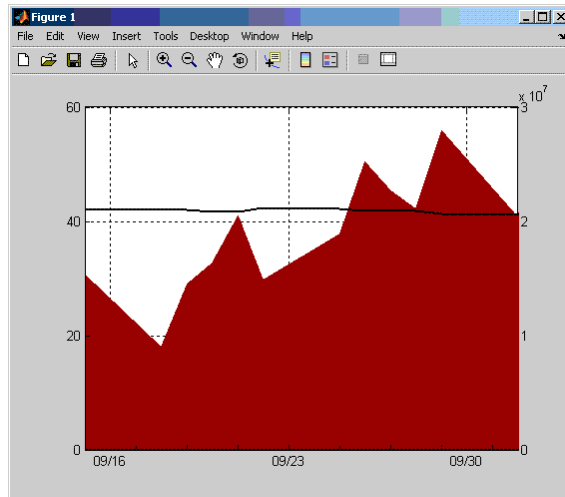 Figure 1
File Edit View Insert Tools Desktop Window Help
x 10^7
60 3
40 2
20 1
0 0
09/16 09/23 09/30